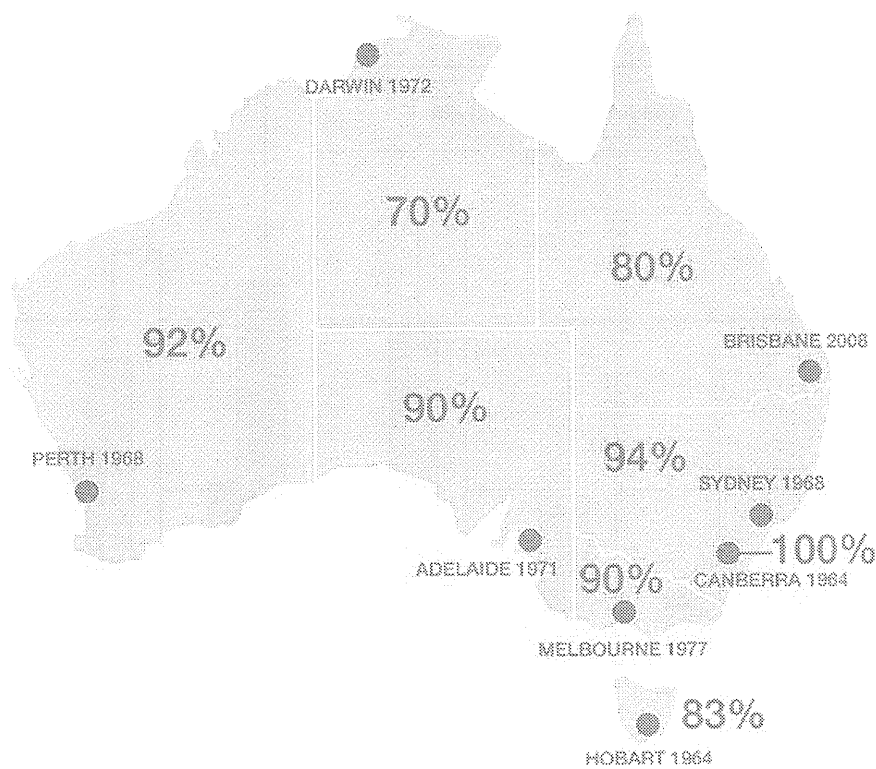 DARWIN 1972
70%
80%
92%
BRISBANE 2008
90%
94%
PERTH 1968
SYDNEY 1968
100%
ADELAIDE 1971
90%
CANBERRA 1964
MELBOURNE 1977
83%
HOBART 1964